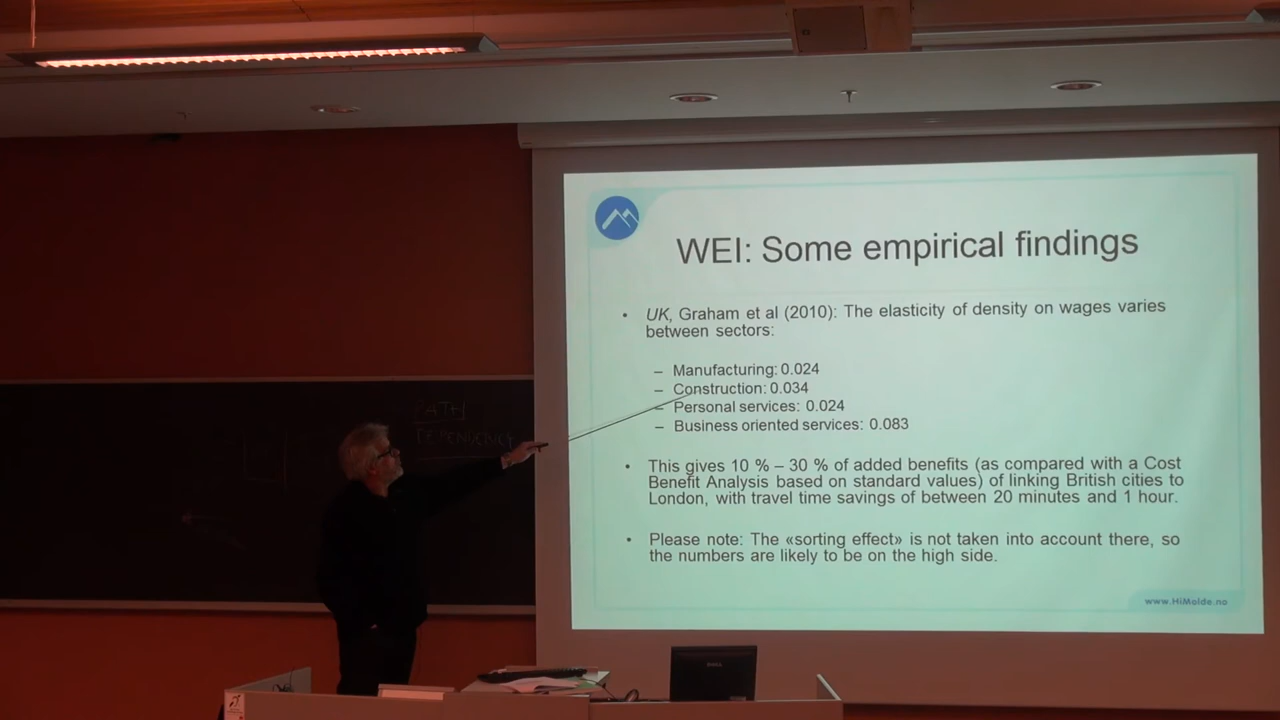 WEI: Some empirical findings
• UK, Graham et al (2010): The elasticity of density on wages varies
between sectors:
– Manufacturing: 0.024
– Construction: 0.034
– Personal services: 0.024
– Business oriented services: 0.083
• This gives 10 % – 30 % of added benefits (as compared with a Cost
Benefit Analysis based on standard values) of linking British cities to
London, with travel time savings of between 20 minutes and 1 hour.
• Please note: The «sorting effect» is not taken into account there, so
the numbers are likely to be on the high side.
www.HiMolde.no
PATH
DEPENDENCY
DELL